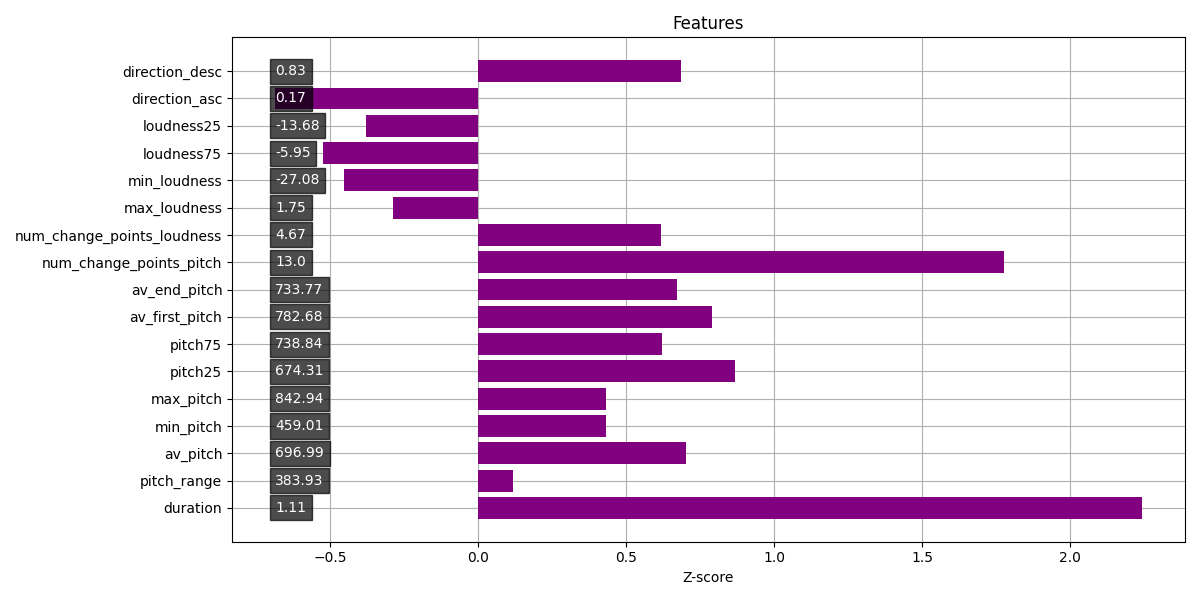 Features
direction_desc 0.83
direction_asc 0.17
loudness25 -13.68
loudness75 -5.95
min_loudness -27.08
max_loudness 1.75
num_change_points_loudness 4.67
num_change_points_pitch 13.0
av_end_pitch 733.77
av_first_pitch 782.68
pitch75 738.84
pitch25 674.31
max_pitch 842.94
min_pitch 459.01
av_pitch 696.99
pitch_range 383.93
duration 1.11
−0.5 0.0 0.5 1.0 1.5 2.0
Z-score